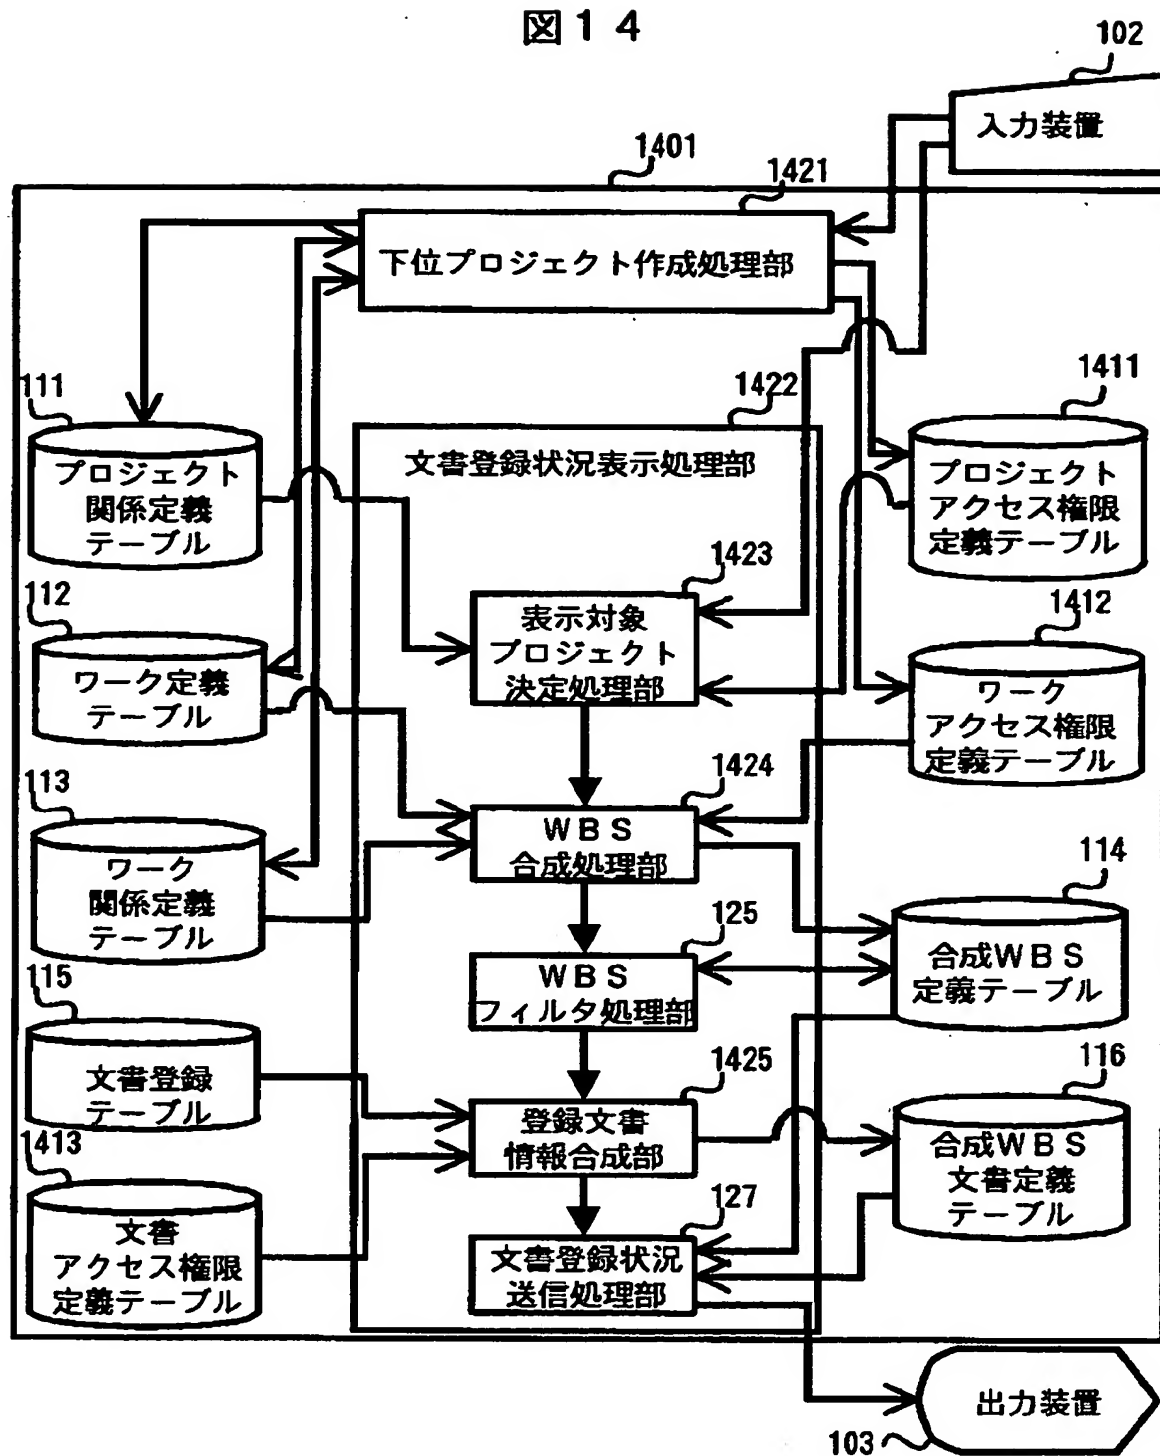 図１４
102
入力装置
1401
1421
下位プロジェクト作成処理部
111
プロジェクト
関係定義
テーブル
1422
文書登録状況表示処理部
1411
プロジェクト
アクセス権限
定義テーブル
112
ワーク定義
テーブル
1423
表示対象
プロジェクト
決定処理部
1412
ワーク
アクセス権限
定義テーブル
113
ワーク
関係定義
テーブル
1424
ＷＢＳ
合成処理部
114
合成ＷＢＳ
定義テーブル
125
ＷＢＳ
フィルタ処理部
115
文書登録
テーブル
1425
登録文書
情報合成部
116
合成ＷＢＳ
文書定義
テーブル
1413
文書
アクセス権限
定義テーブル
127
文書登録状況
送信処理部
出力装置
103